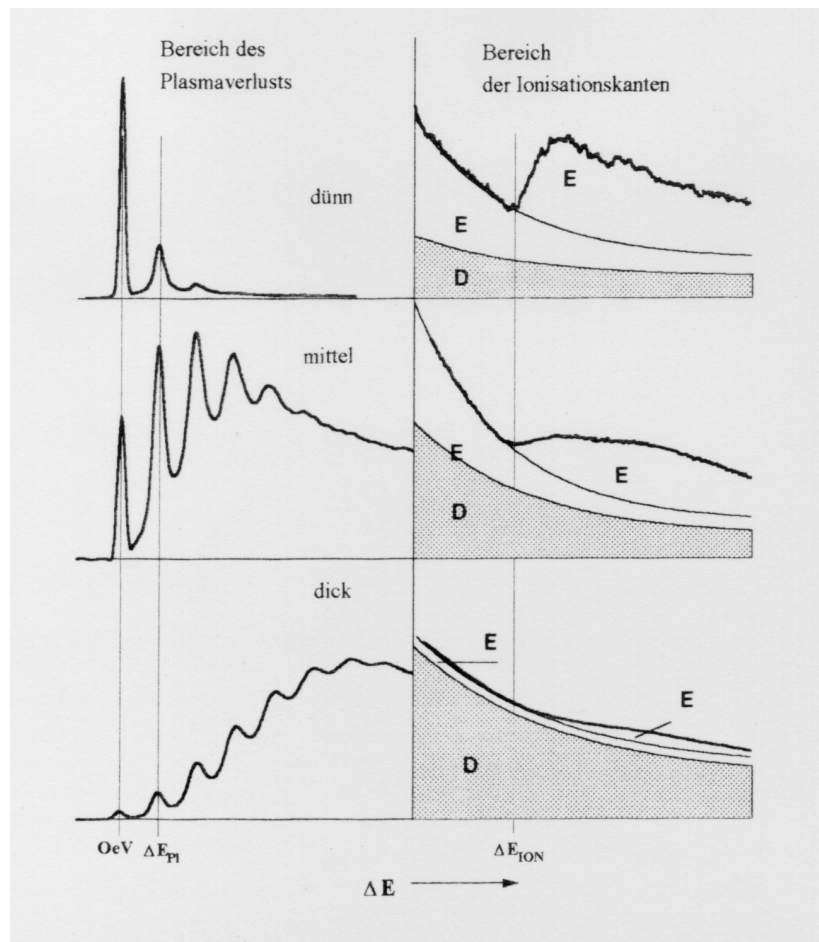 Bereich des
Plasmaverlusts
Bereich
der Ionisationskanten
dünn
E
E
D
mittel
E
E
D
dick
E
E
D
OeV ΔE_Pl
ΔE_ION
ΔE